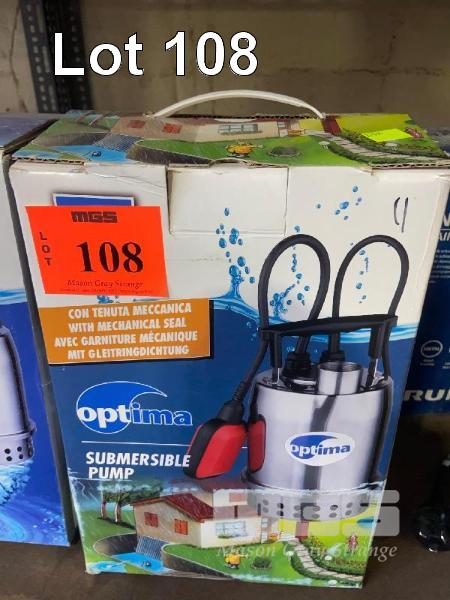 Lot 108
MGS
LOT
108
Mason Gray Strange
4
CON TENUTA MECCANICA
WITH MECHANICAL SEAL
AVEC GARNITURE MÉCANIQUE
MIT GLEITRINGDICHTUNG
optima
optima
SUBMERSIBLE
PUMP
MGS
Mason Gray Strange